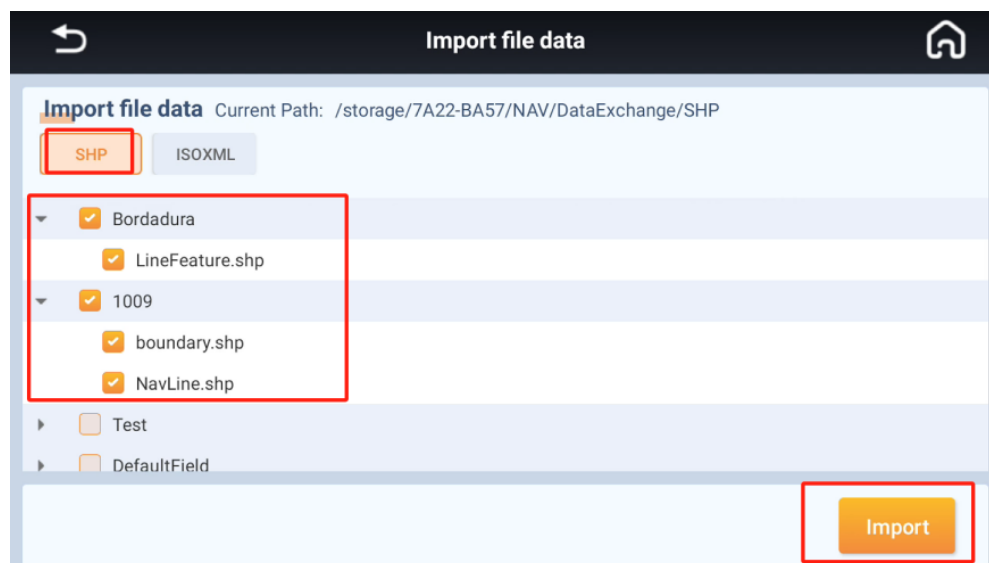 Import file data
Import file data Current Path: /storage/7A22-BA57/NAV/DataExchange/SHP
SHP ISOXML
Bordadura
LineFeature.shp
1009
boundary.shp
NavLine.shp
Test
DefaultField
Import